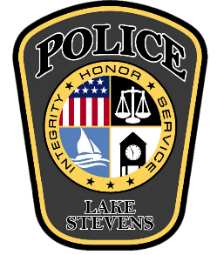 POLICE
INTEGRITY HONOR SERVICE
LAKE
STEVENS